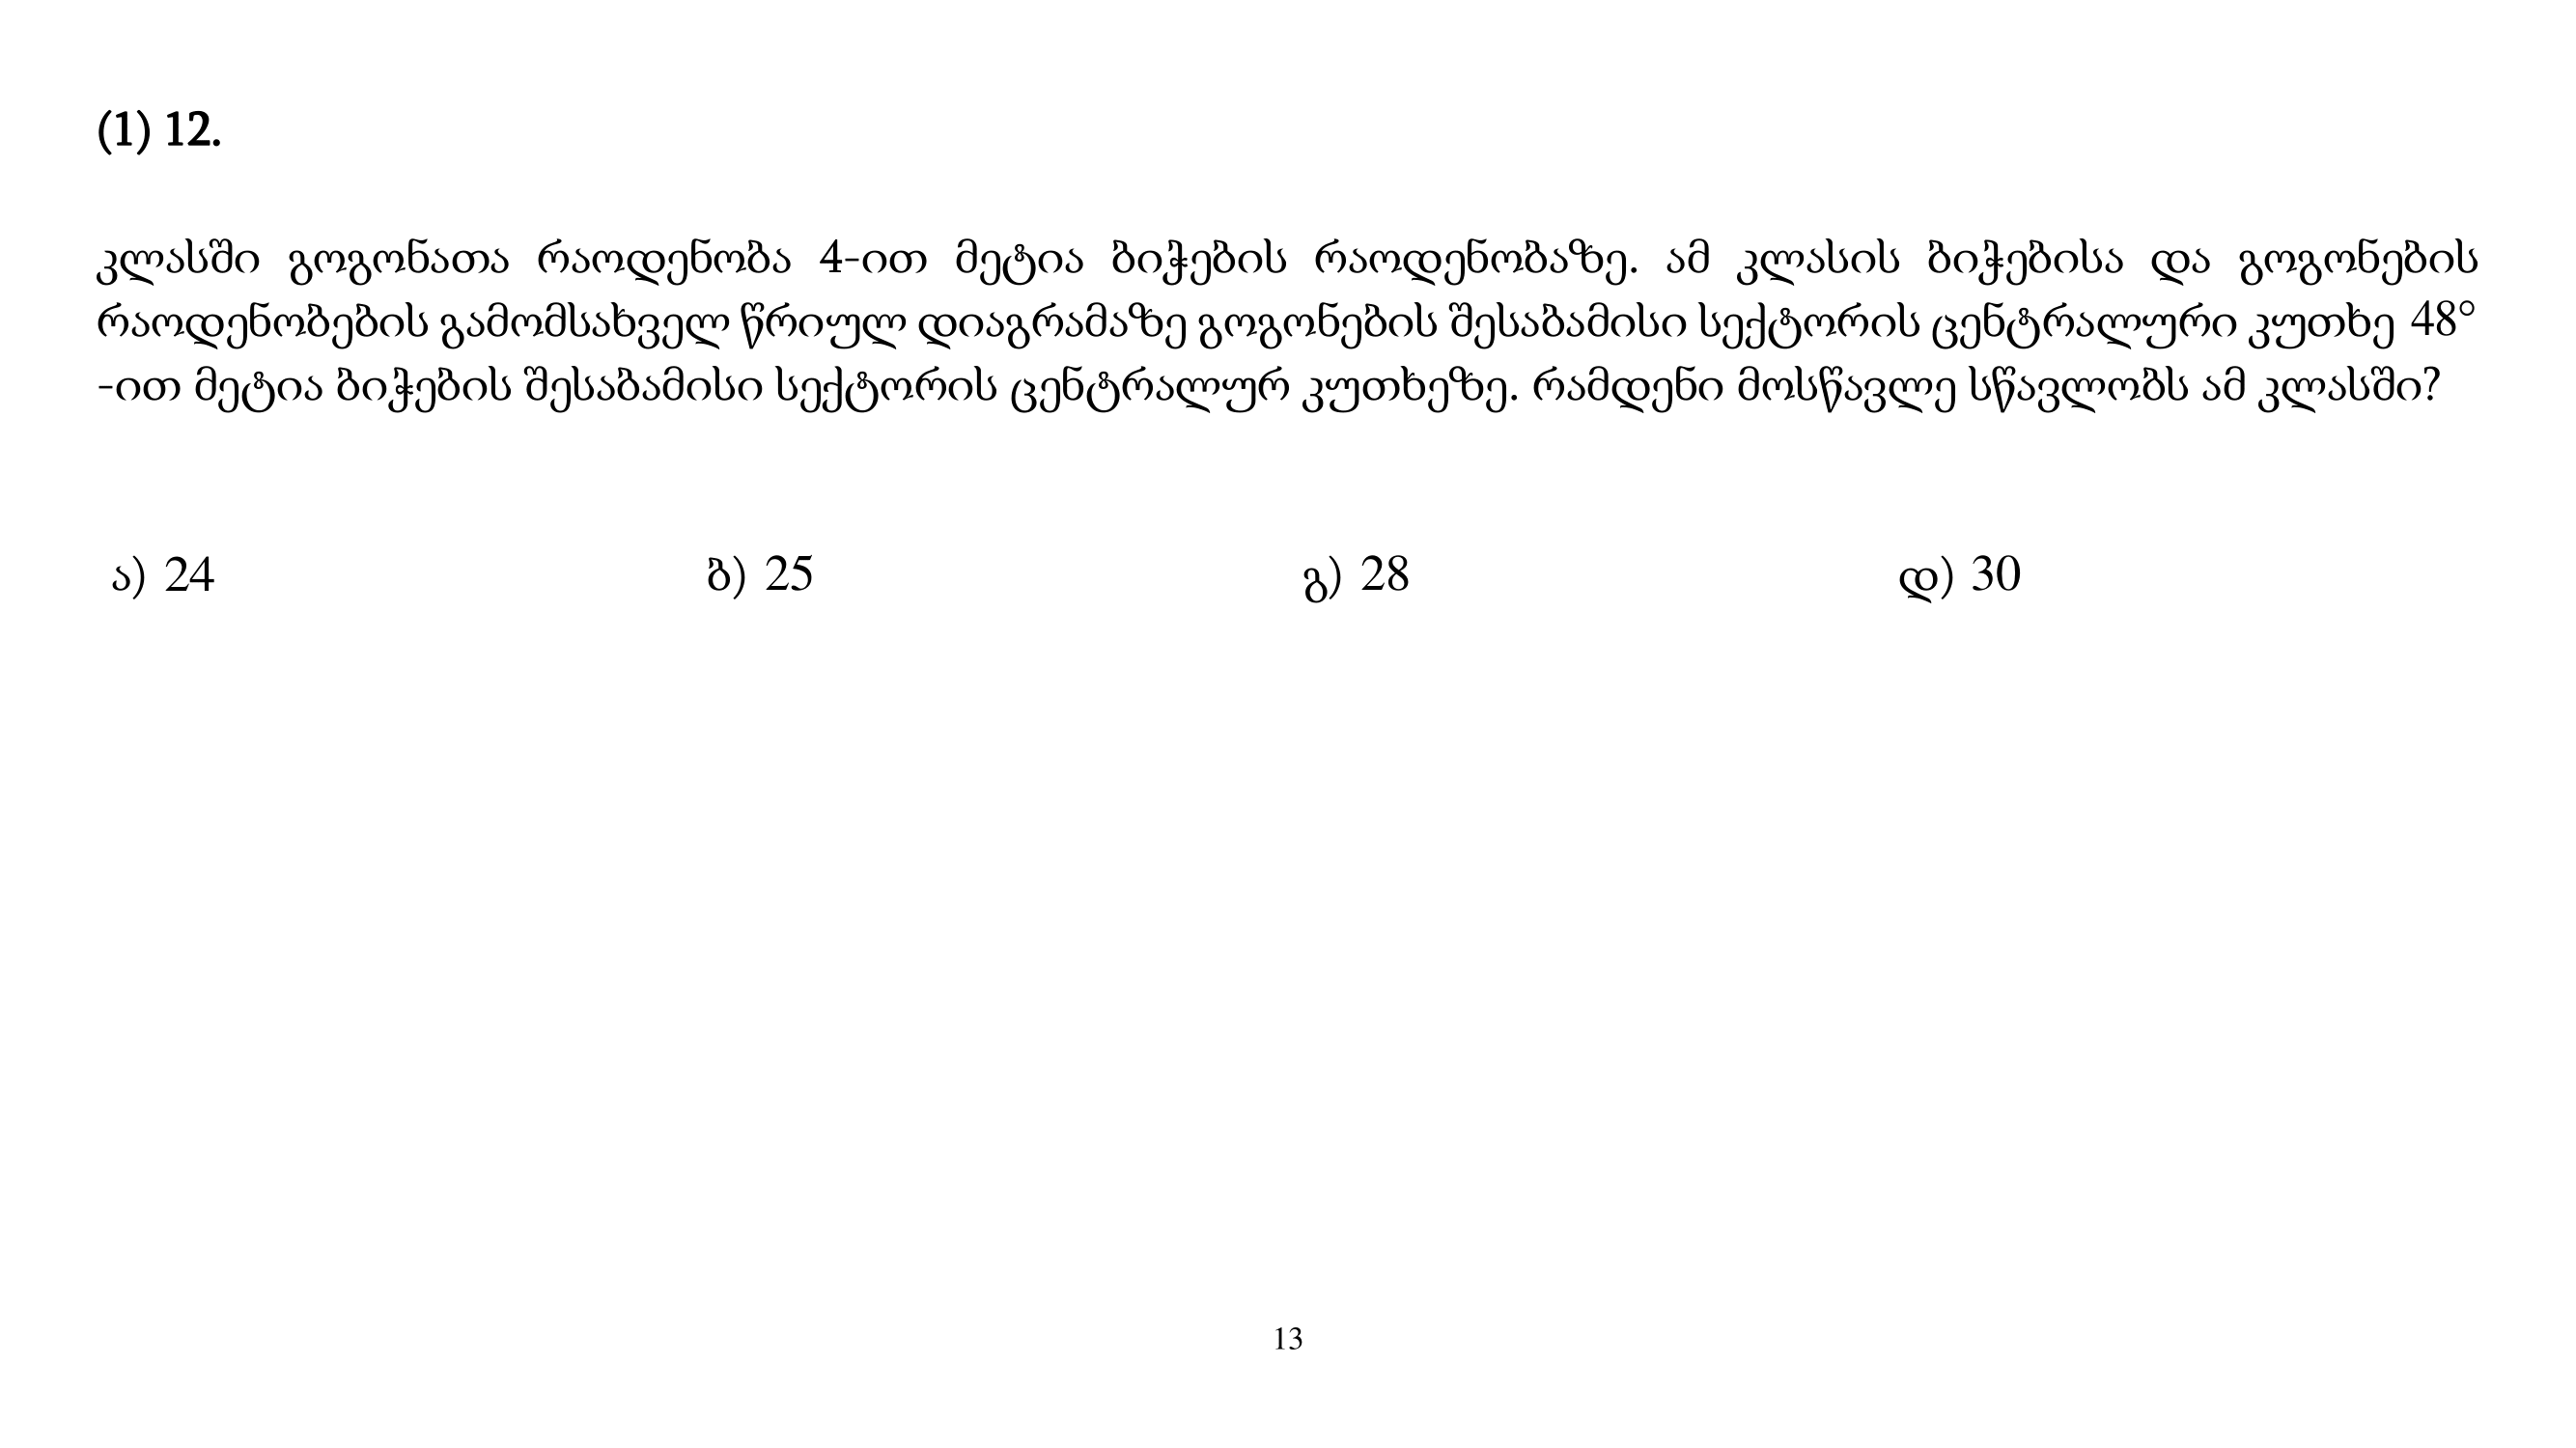 (1) 12.
კლასში გოგონათა რაოდენობა 4-ით მეტია ბიჭების რაოდენობაზე. ამ კლასის ბიჭებისა და გოგონების
რაოდენობების გამომსახველ წრიულ დიაგრამაზე გოგონების შესაბამისი სექტორის ცენტრალური კუთხე 48°
-ით მეტია ბიჭების შესაბამისი სექტორის ცენტრალურ კუთხეზე. რამდენი მოსწავლე სწავლობს ამ კლასში?
ა) 24 ბ) 25 გ) 28 დ) 30
13